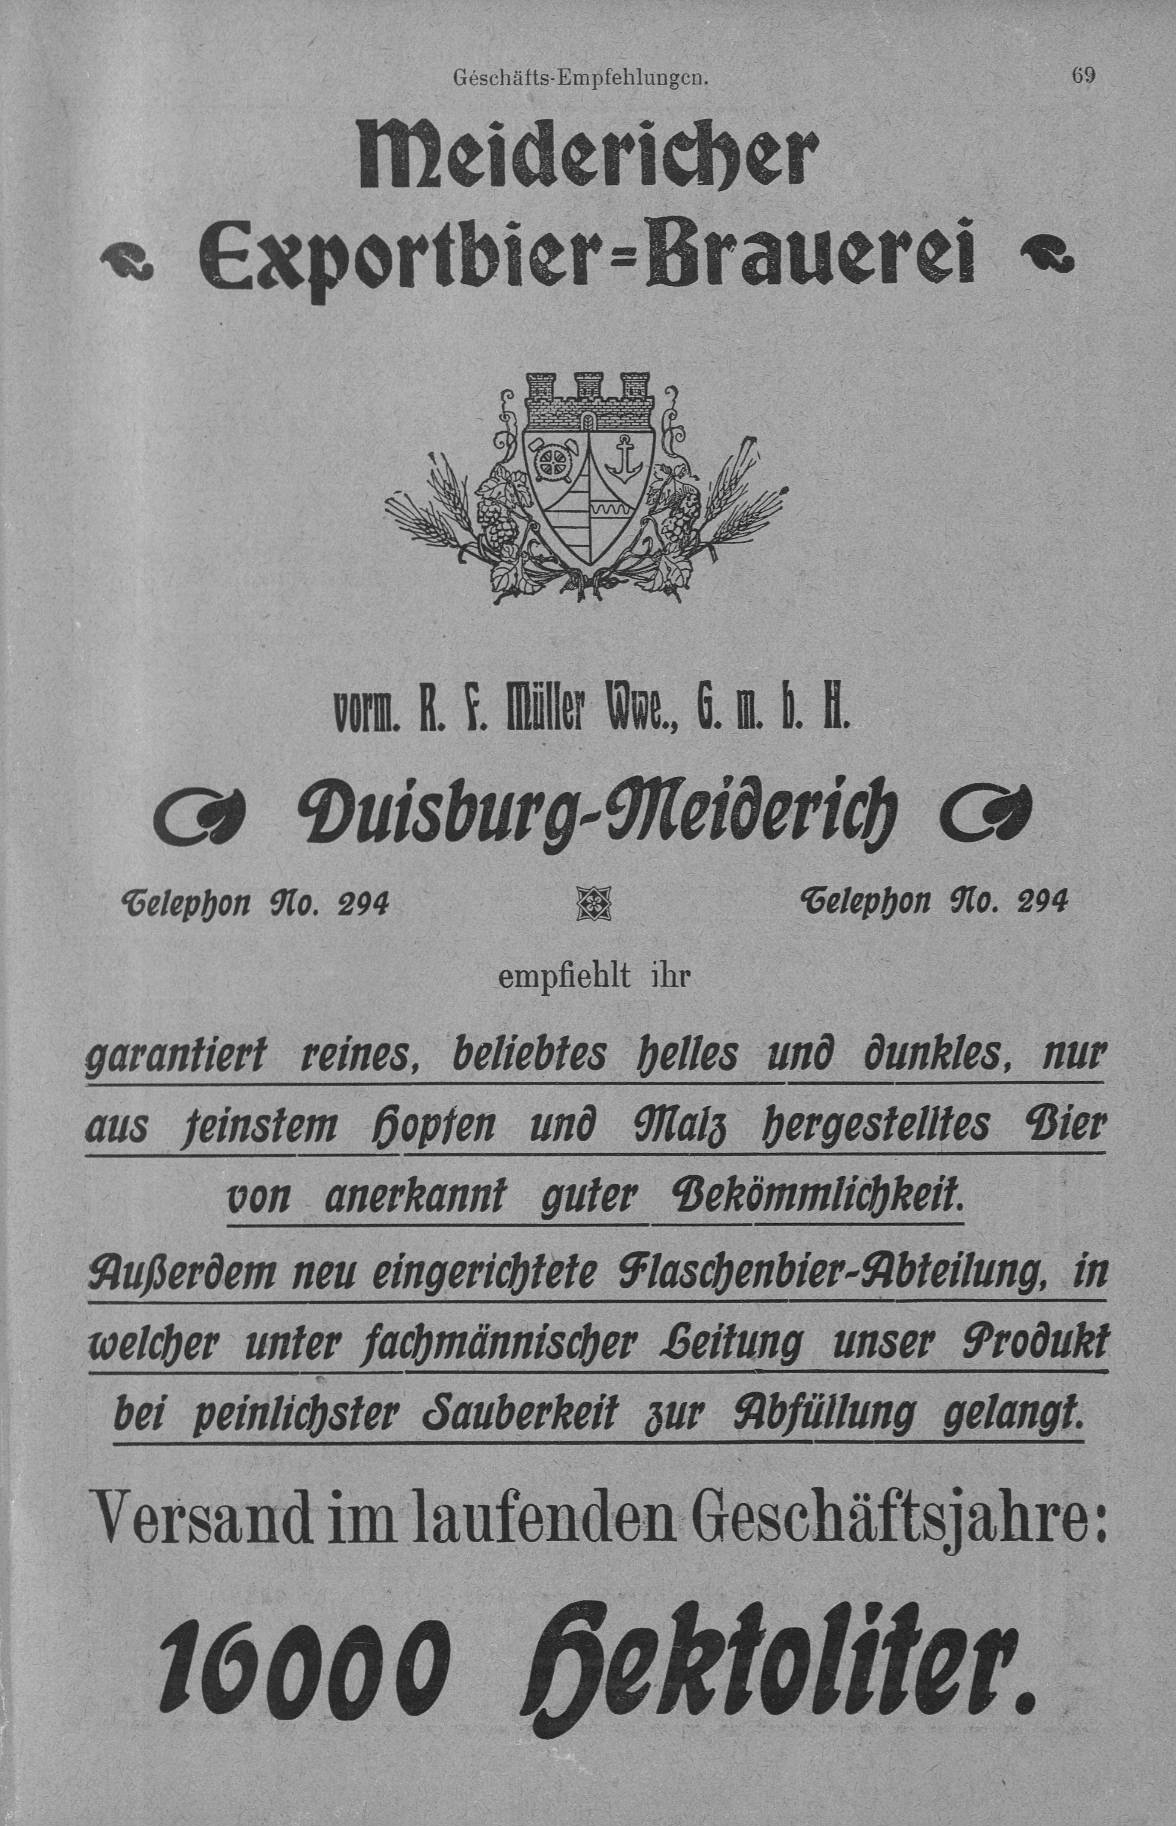 Geschäfts-Empfehlungen. 69
Meidericher
Exportbier=Brauerei
vorm. R. F. Müller Wwe., G. m. b. H.
Duisburg-Meiderich
Telephon No. 294 Telephon No. 294
empfiehlt ihr
garantiert reines, beliebtes helles und dunkles, nur
aus feinstem Hopfen und Malz hergestelltes Bier
von anerkannt guter Bekömmlichkeit.
Außerdem neu eingerichtete Flaschenbier-Abteilung, in
welcher unter fachmännischer Leitung unser Produkt
bei peinlichster Sauberkeit zur Abfüllung gelangt.
Versand im laufenden Geschäftsjahre:
16000 Hektoliter.